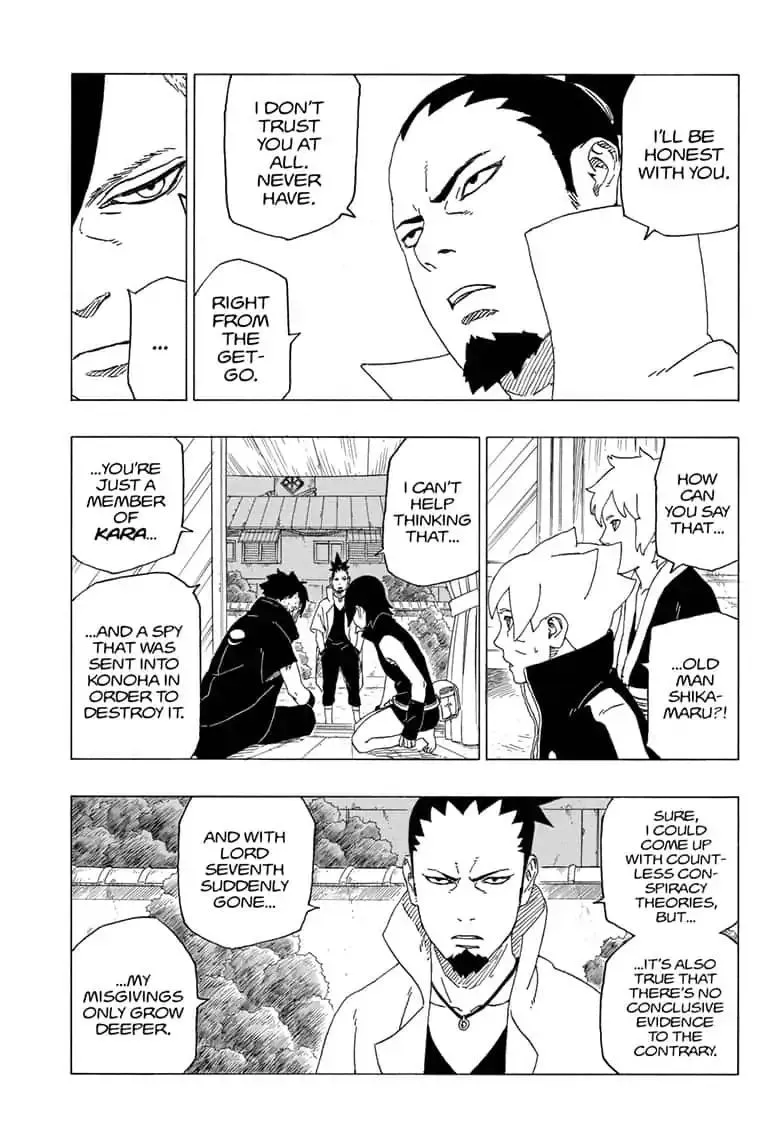 I'LL BE
HONEST
WITH YOU.
I DON'T
TRUST
YOU AT
ALL.
NEVER
HAVE.
RIGHT
FROM
THE
GET-
GO.
...
HOW
CAN
YOU SAY
THAT...
...OLD
MAN
SHIKA-
MARU?!
I CAN'T
HELP
THINKING
THAT...
...YOU'RE
JUST A
MEMBER
OF
KARA...
...AND A SPY
THAT WAS
SENT INTO
KONOHA IN
ORDER TO
DESTROY IT.
SURE,
I COULD
COME UP
WITH COUNT-
LESS CON-
SPIRACY
THEORIES,
BUT...
...IT'S ALSO
TRUE THAT
THERE'S NO
CONCLUSIVE
EVIDENCE
TO THE
CONTRARY.
AND WITH
LORD
SEVENTH
SUDDENLY
GONE...
...MY
MISGIVINGS
ONLY GROW
DEEPER.